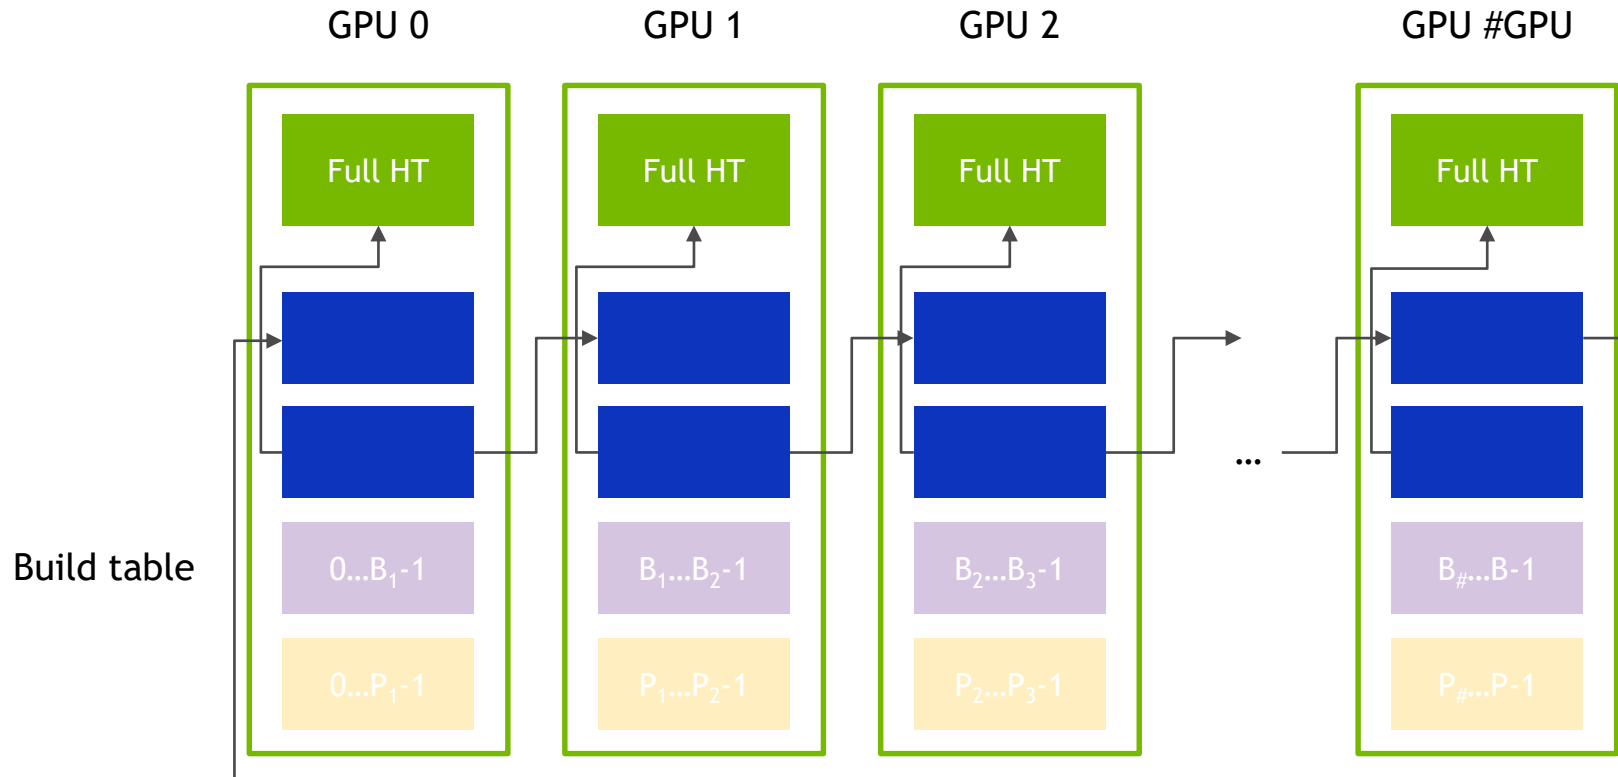 GPU 0 GPU 1 GPU 2 GPU #GPU
Full HT Full HT Full HT Full HT
...
Build table 0...B₁-1 B₁...B₂-1 B₂...B₃-1 B#...B-1
0...P₁-1 P₁...P₂-1 P₂...P₃-1 P#...P-1